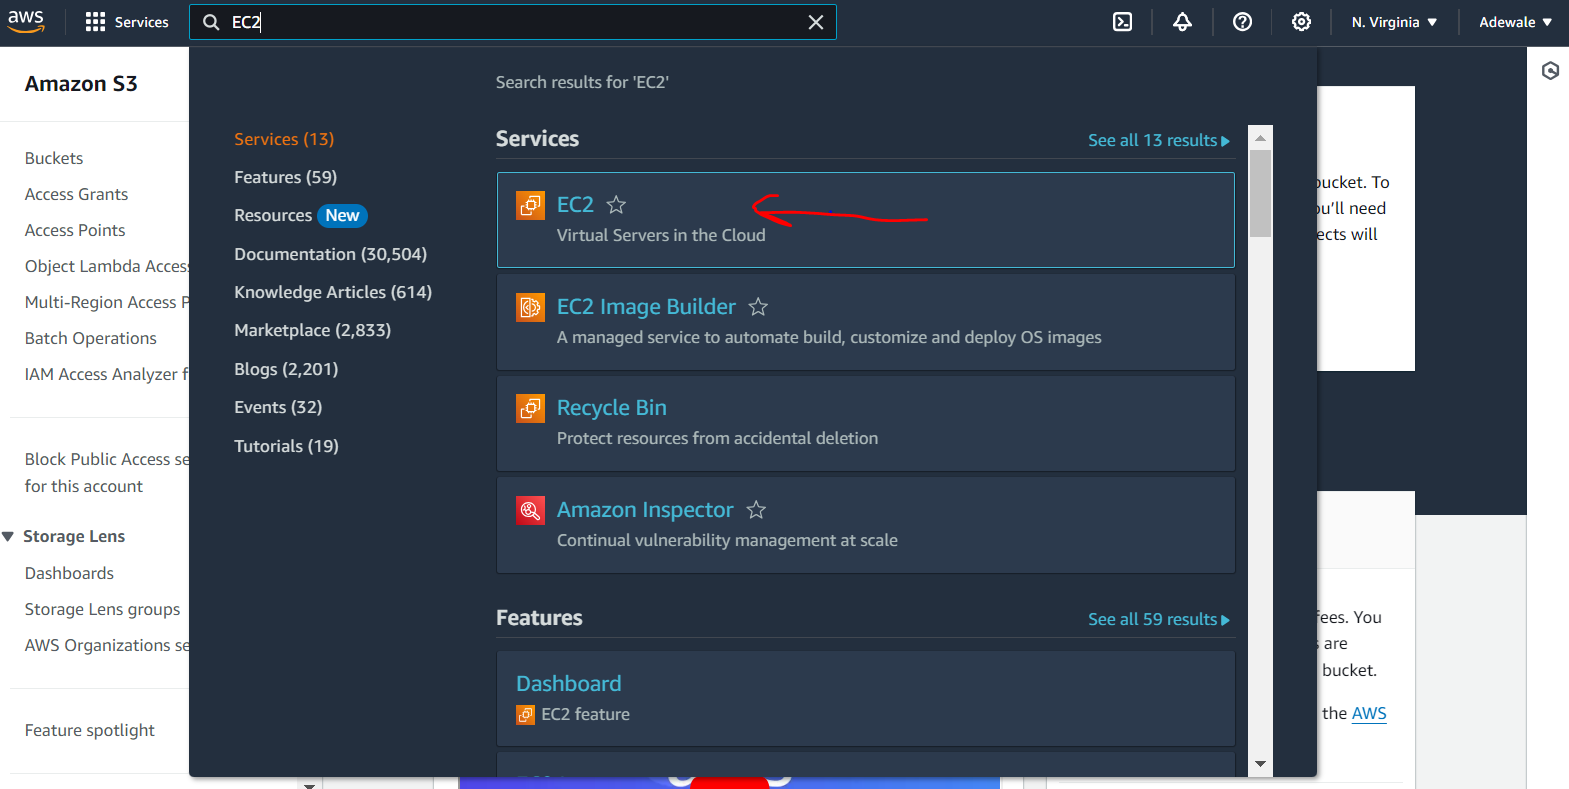 aws
Services
EC2
N. Virginia
Adewale
Amazon S3
Buckets
Access Grants
Access Points
Object Lambda Access
Multi-Region Access P
Batch Operations
IAM Access Analyzer f
Block Public Access se
for this account
Storage Lens
Dashboards
Storage Lens groups
AWS Organizations se
Feature spotlight
Search results for 'EC2'
Services (13)
Features (59)
Resources New
Documentation (30,504)
Knowledge Articles (614)
Marketplace (2,833)
Blogs (2,201)
Events (32)
Tutorials (19)
Services
See all 13 results
EC2
Virtual Servers in the Cloud
EC2 Image Builder
A managed service to automate build, customize and deploy OS images
Recycle Bin
Protect resources from accidental deletion
Amazon Inspector
Continual vulnerability management at scale
Features
See all 59 results
Dashboard
EC2 feature
bucket. To
ou'll need
ects will
fees. You
s are
bucket.
the AWS